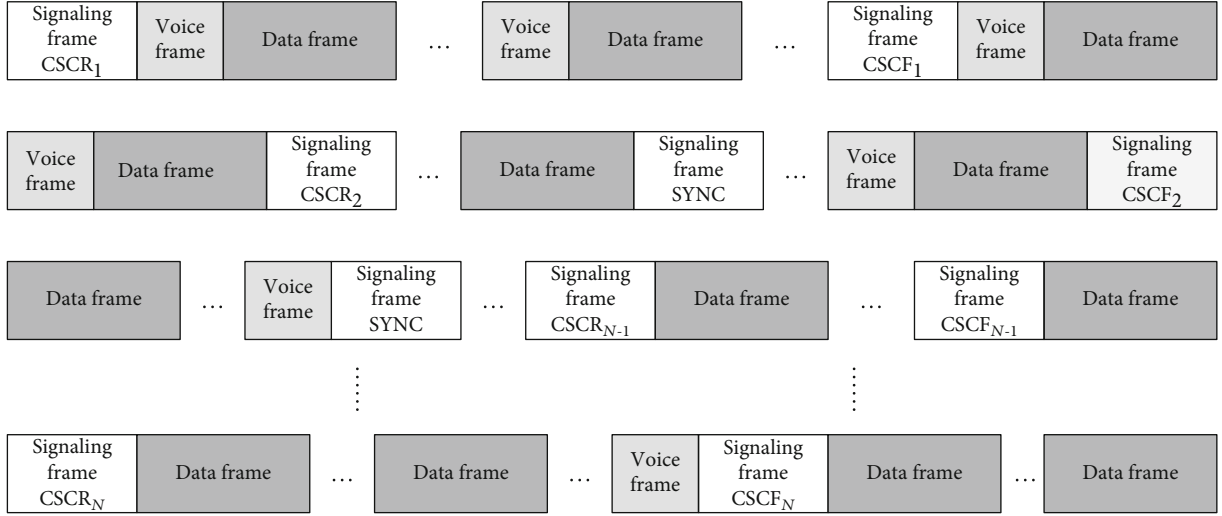 Signaling
frame
CSCR1
Voice
frame
Data frame
...
Voice
frame
Data frame
...
Signaling
frame
CSCF1
Voice
frame
Data frame
Voice
frame
Data frame
Signaling
frame
CSCR2
...
Data frame
Signaling
frame
SYNC
...
Voice
frame
Data frame
Signaling
frame
CSCF2
Data frame
...
Voice
frame
Signaling
frame
SYNC
...
Signaling
frame
CSCRN-1
Data frame
...
Signaling
frame
CSCFN-1
Data frame
Signaling
frame
CSCRN
Data frame
...
Data frame
...
Voice
frame
Signaling
frame
CSCFN
Data frame
...
Data frame